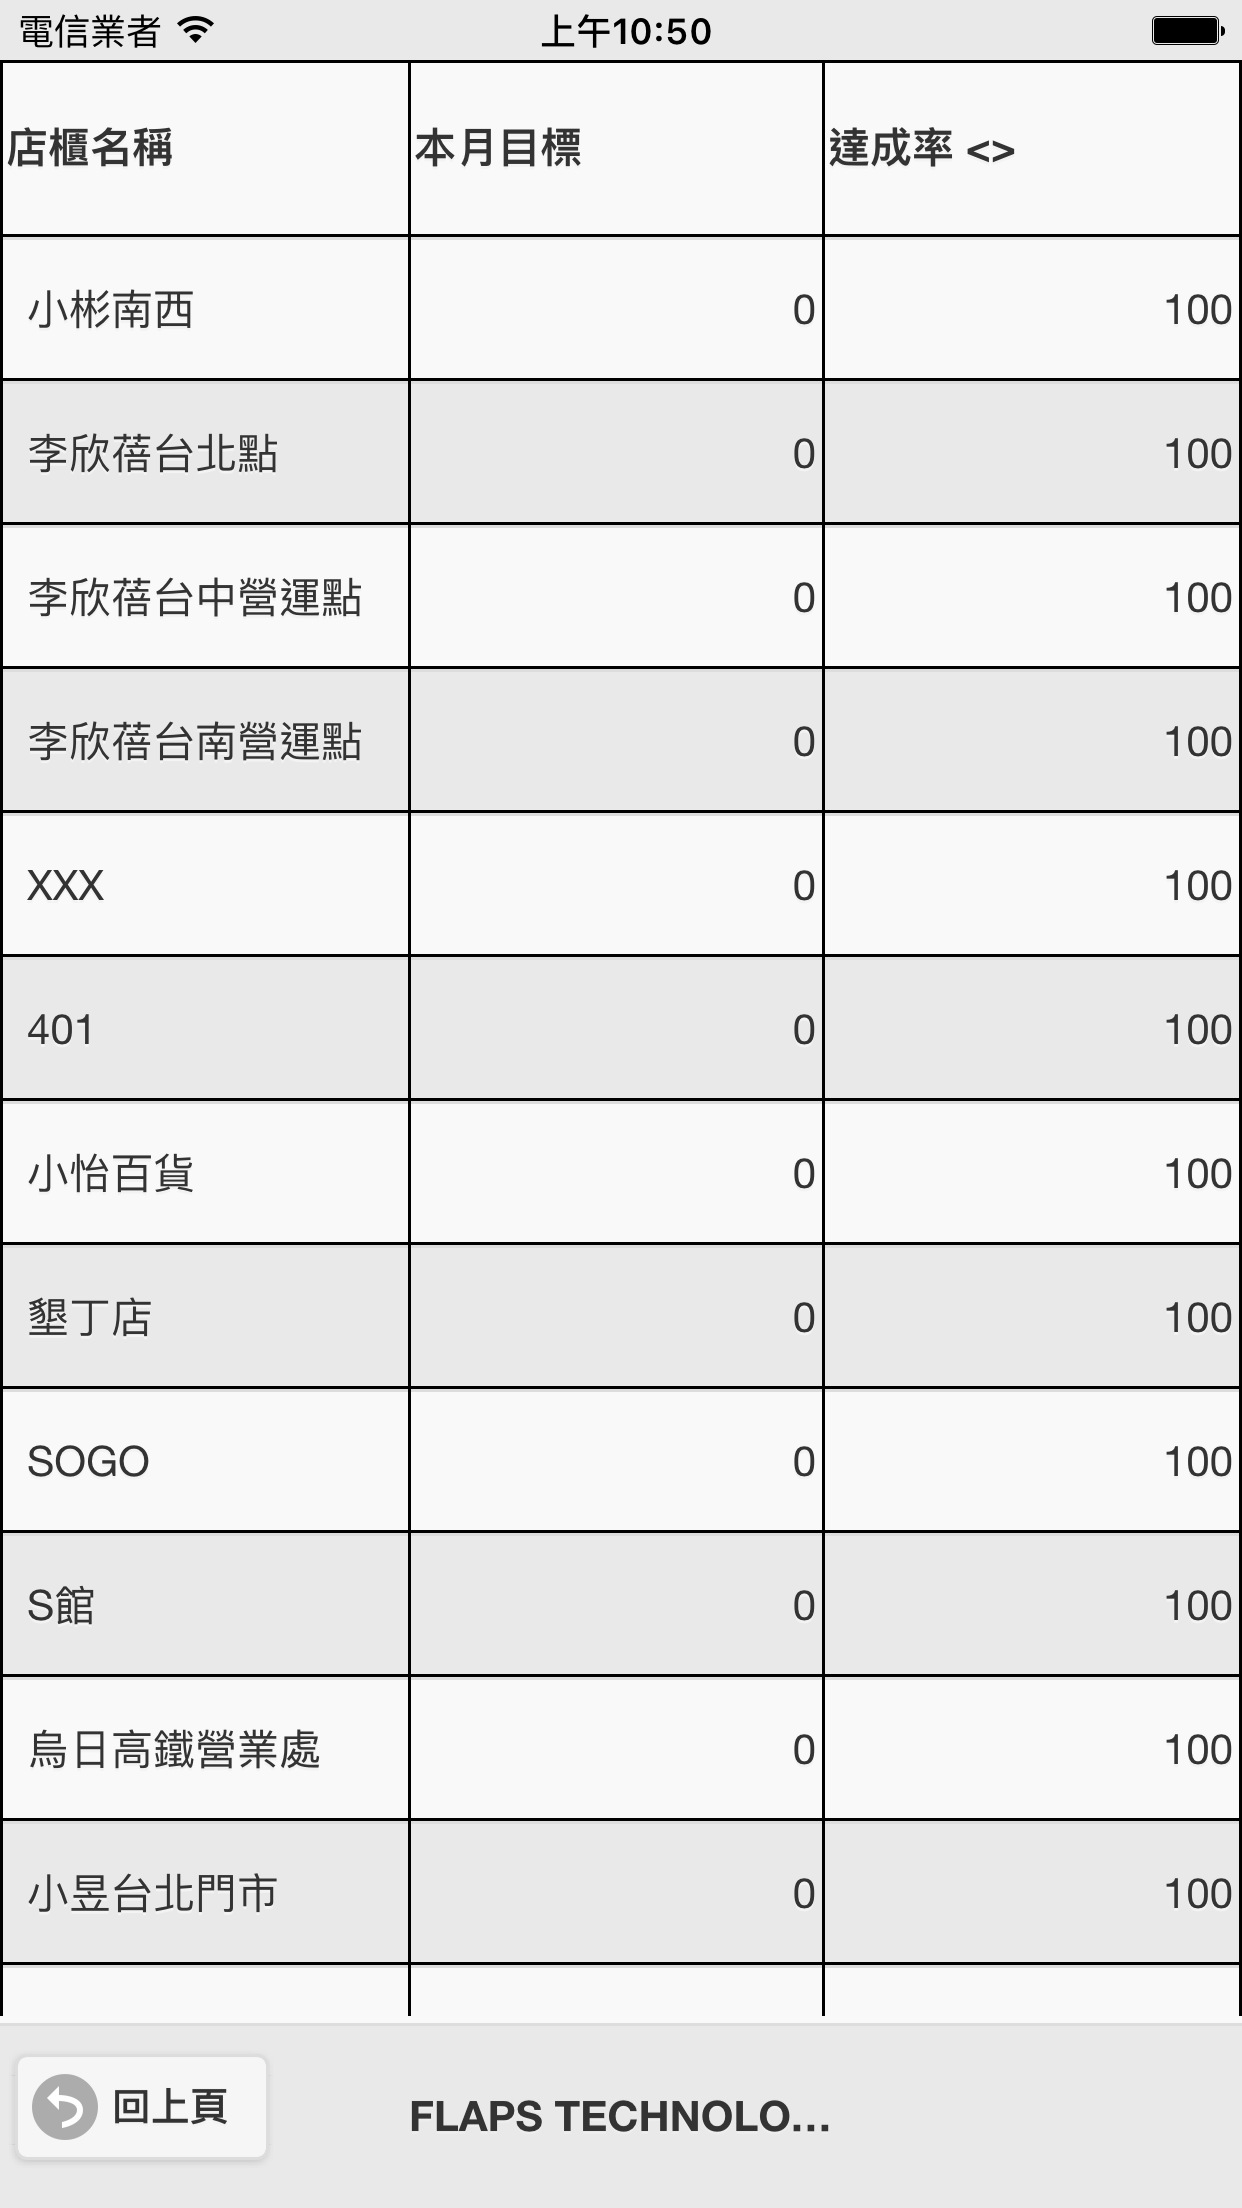 電信業者 上午10:50
店櫃名稱 本月目標 達成率 <>
小彬南西 0 100
李欣蓓台北點 0 100
李欣蓓台中營運點 0 100
李欣蓓台南營運點 0 100
XXX 0 100
401 0 100
小怡百貨 0 100
墾丁店 0 100
SOGO 0 100
S館 0 100
烏日高鐵營業處 0 100
小昱台北門市 0 100
回上頁 FLAPS TECHNOLO...